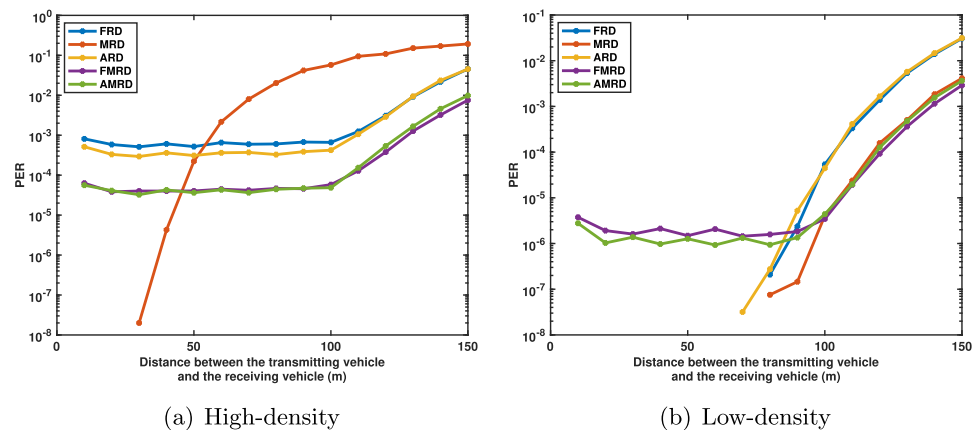 10^0
10^-1
10^-2
10^-3
10^-4
10^-5
10^-6
10^-7
10^-8
PER
FRD
MRD
ARD
FMRD
AMRD
0 50 100 150
Distance between the transmitting vehicle
and the receiving vehicle (m)
(a) High-density
10^-1
10^-2
10^-3
10^-4
10^-5
10^-6
10^-7
10^-8
PER
FRD
MRD
ARD
FMRD
AMRD
0 50 100 150
Distance between the transmitting vehicle
and the receiving vehicle (m)
(b) Low-density